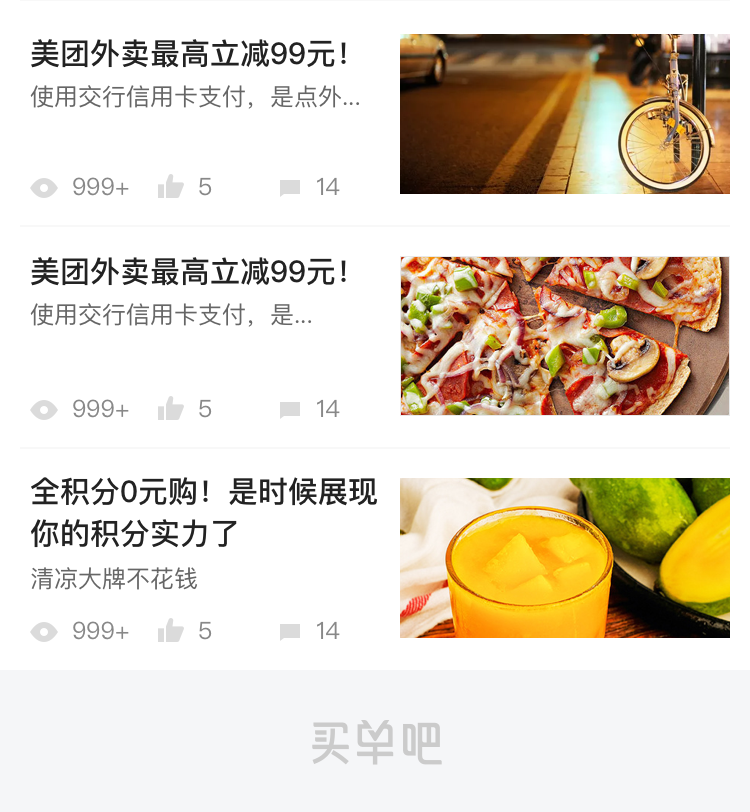 美团外卖最高立减99元！
使用交行信用卡支付，是点外...
999+ 5 14
美团外卖最高立减99元！
使用交行信用卡支付，是...
999+ 5 14
全积分0元购！是时候展现
你的积分实力了
清凉大牌不花钱
999+ 5 14
买单吧